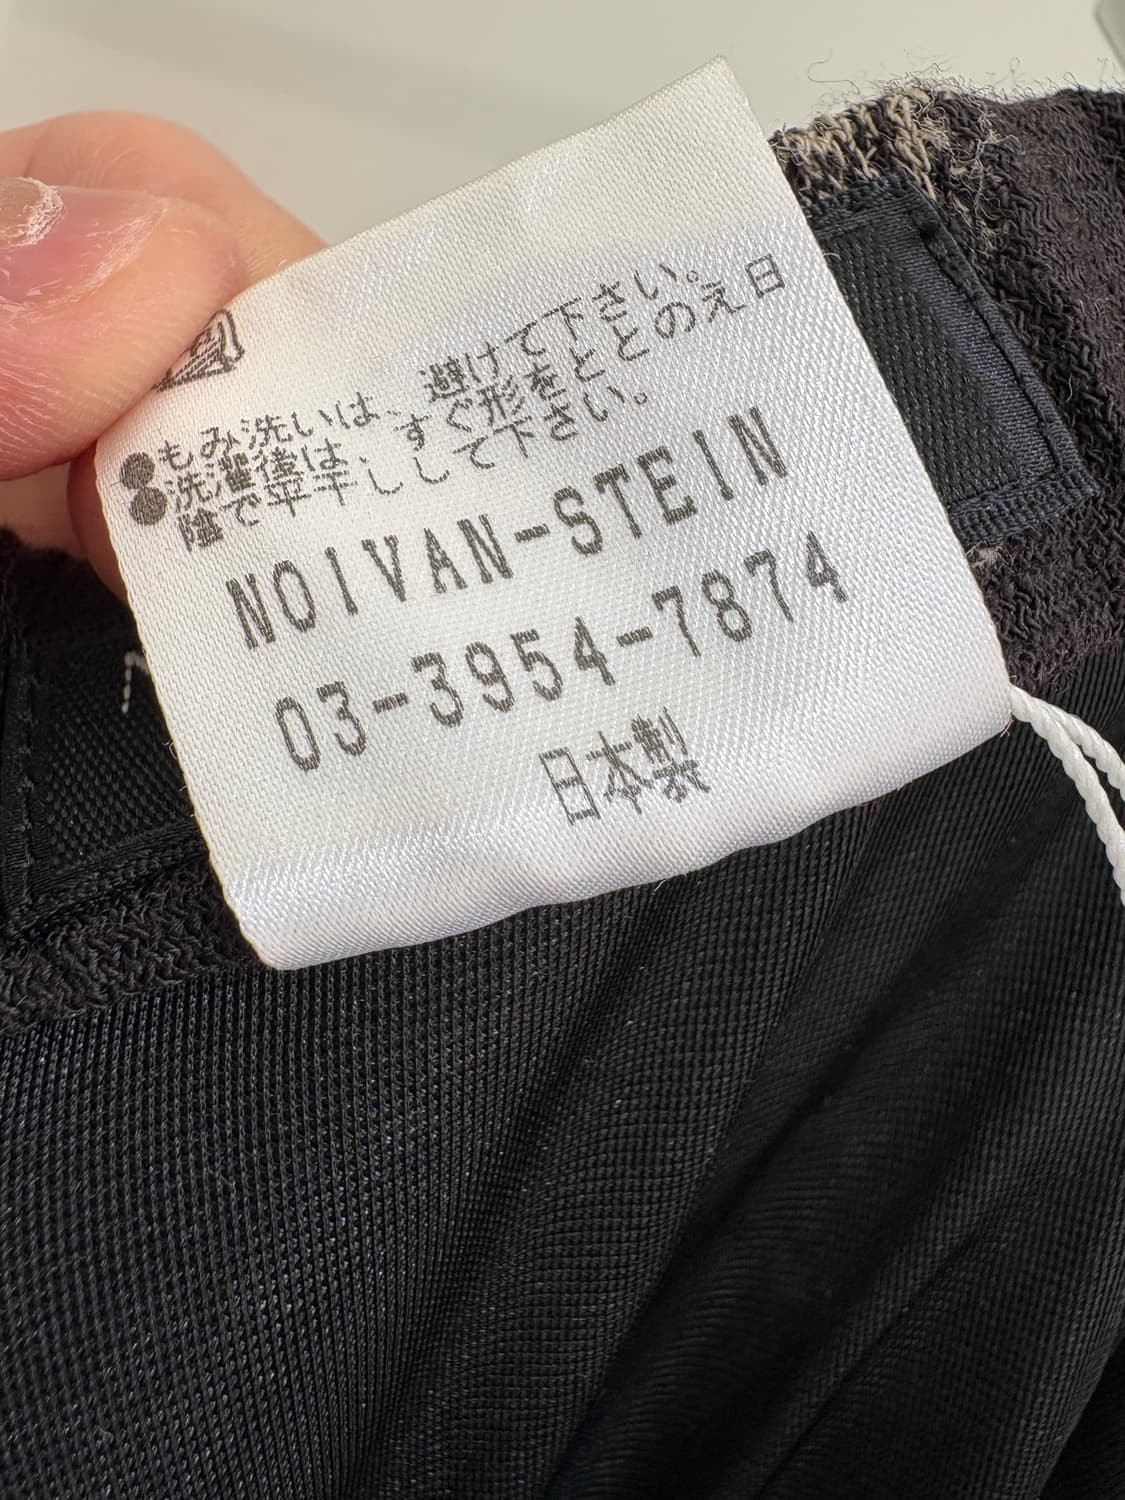 ●もみ洗いは、避けて下さい。
●洗濯後は、すぐ形をととのえ日
陰で平干しして下さい。
NOIVAN-STEIN
03-3954-7874
日本製